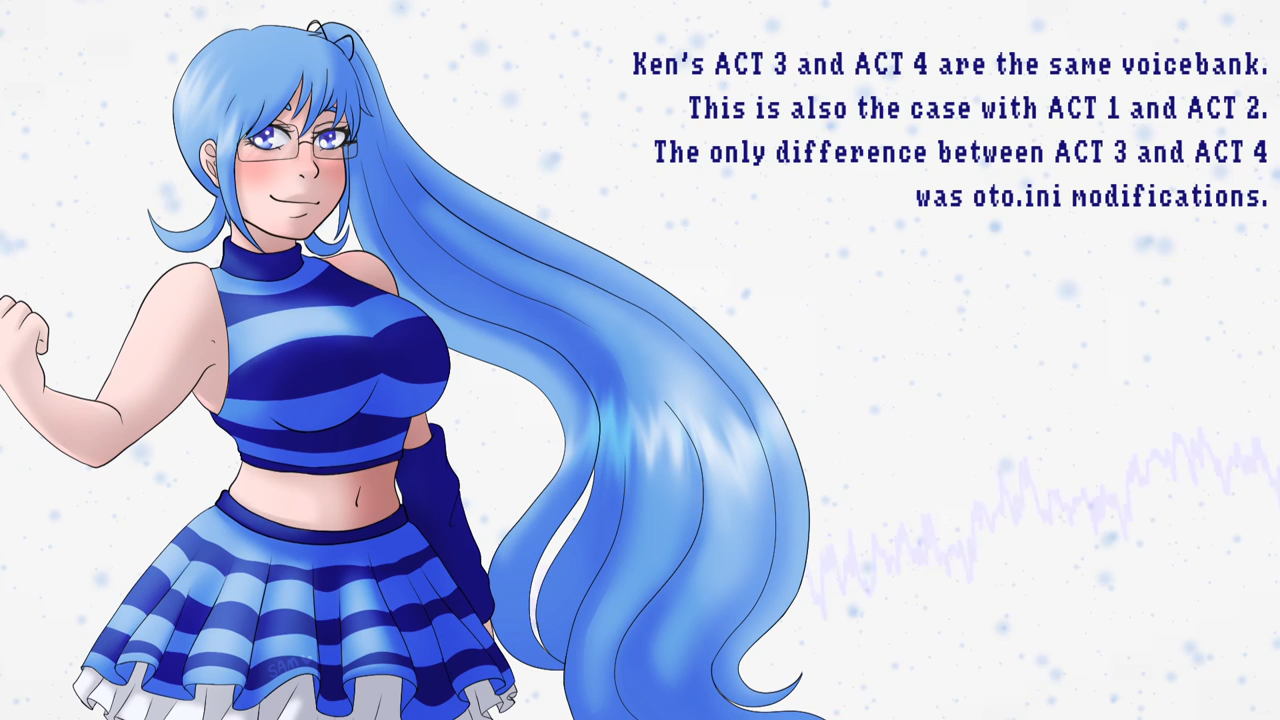 Ken's ACT 3 and ACT 4 are the same voicebank.
This is also the case with ACT 1 and ACT 2.
The only difference between ACT 3 and ACT 4
was oto.ini modifications.